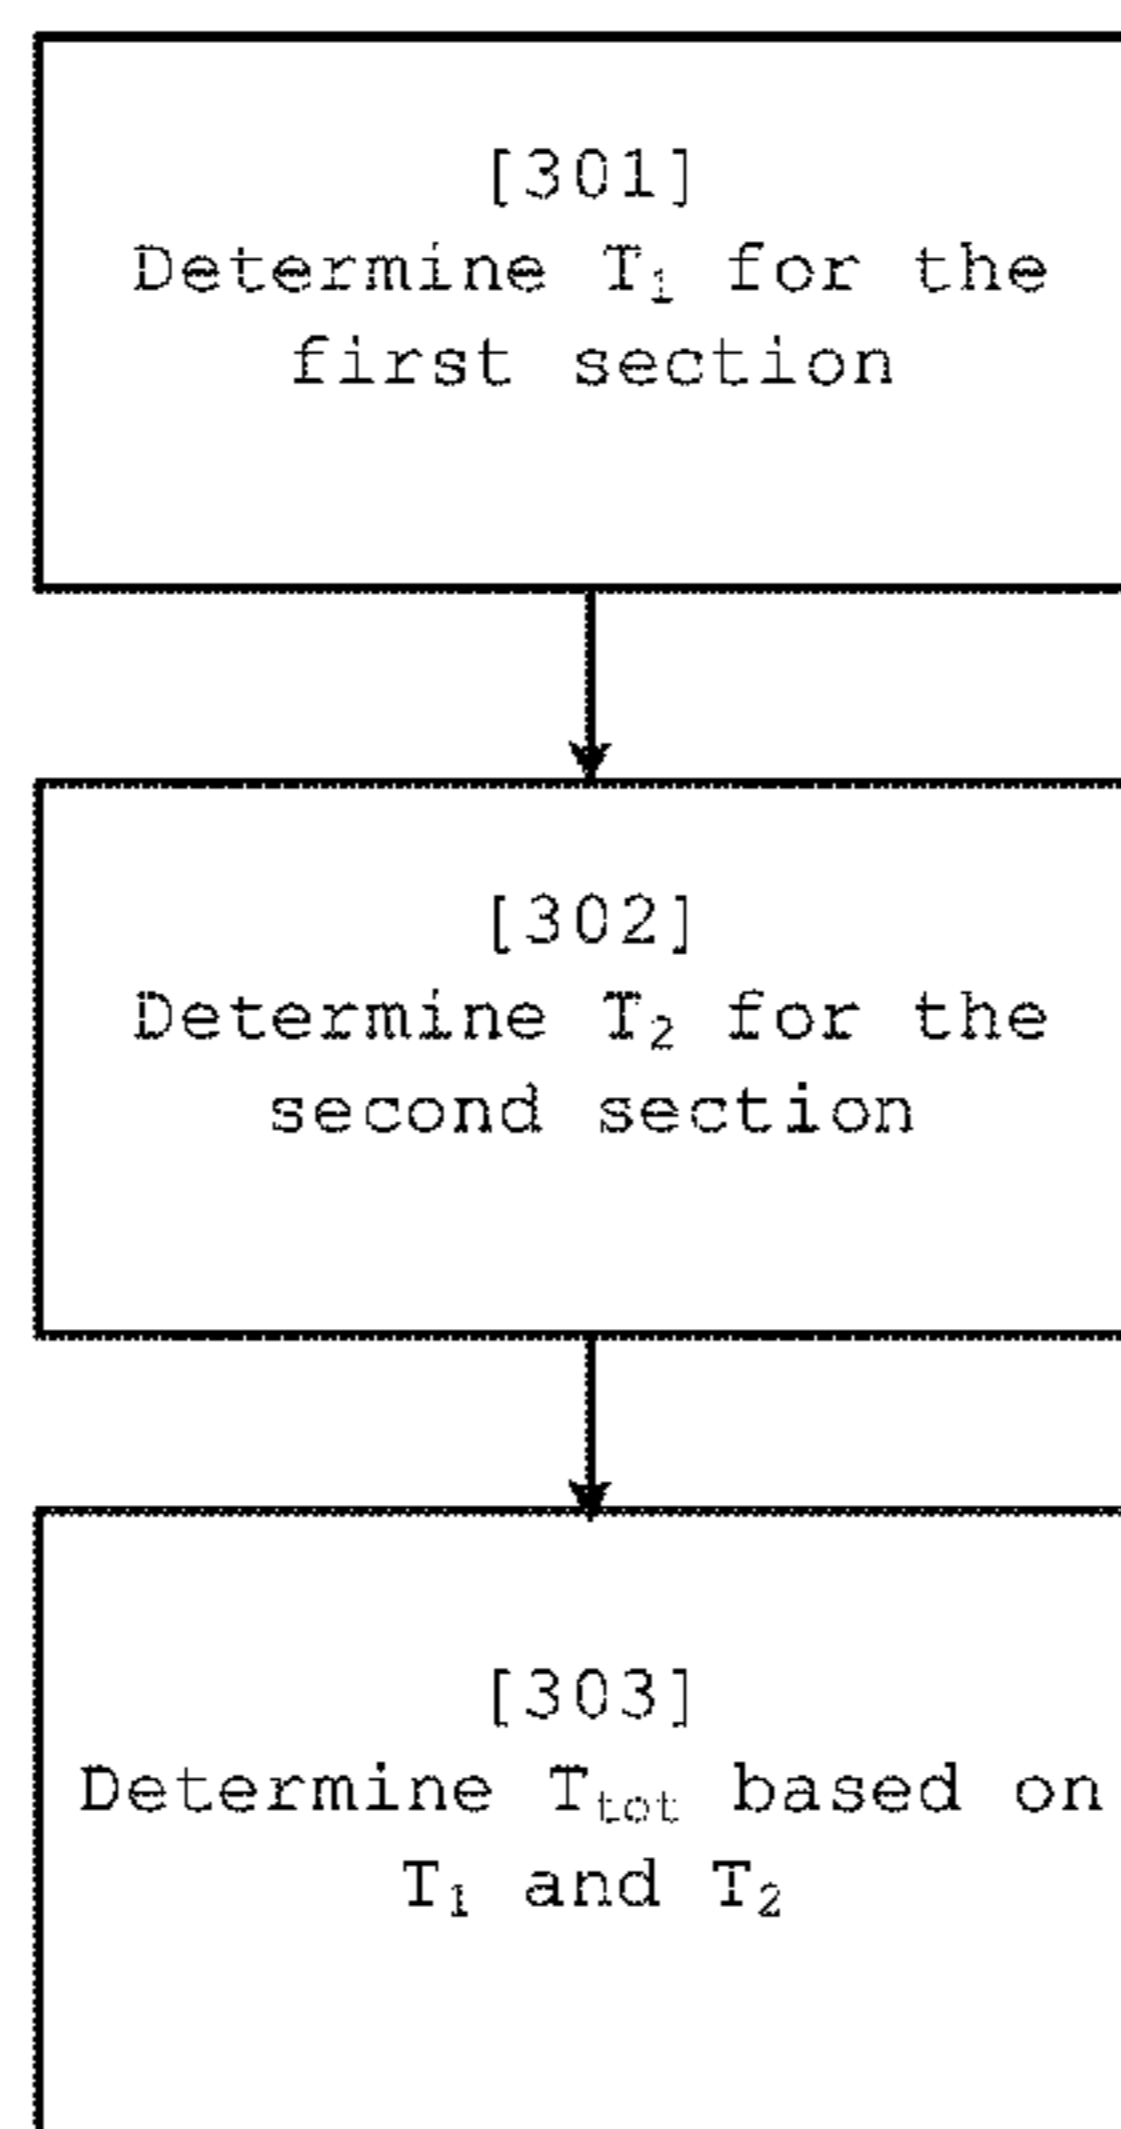 [301]
Determine T₁ for the
first section
[302]
Determine T₂ for the
second section
[303]
Determine Tₜₒₜ based on
T₁ and T₂